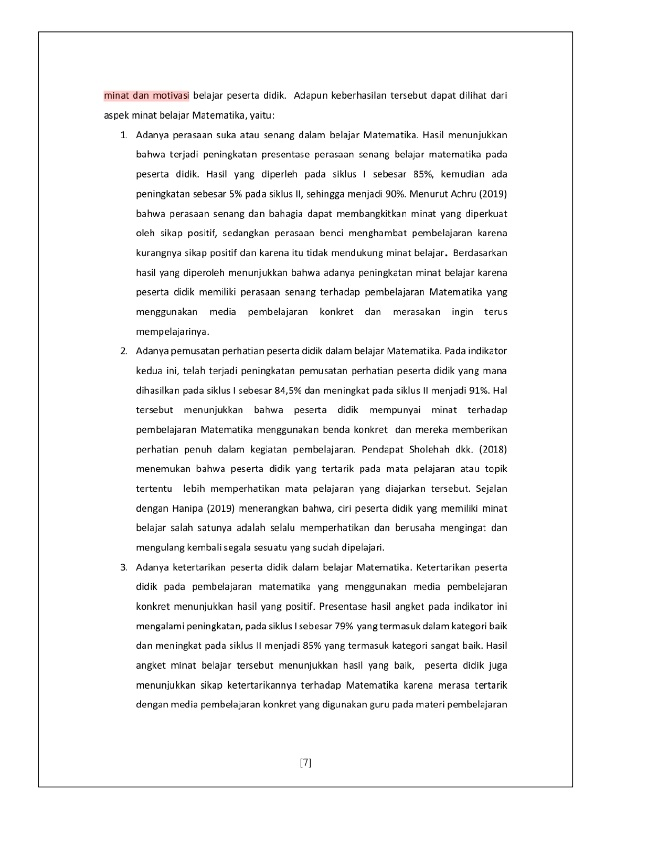 minat dan motivasi belajar peserta didik.  Adapun keberhasilan tersebut dapat dilihat dari
aspek minat belajar Matematika, yaitu:
1. Adanya perasaan suka atau senang dalam belajar Matematika. Hasil menunjukkan
bahwa terjadi peningkatan presentase perasaan senang belajar matematika pada
peserta didik. Hasil yang diperleh pada siklus I sebesar 85%, kemudian ada
peningkatan sebesar 5% pada siklus II, sehingga menjadi 90%. Menurut Achru (2019)
bahwa perasaan senang dan bahagia dapat membangkitkan minat yang diperkuat
oleh sikap positif, sedangkan perasaan benci menghambat pembelajaran karena
kurangnya sikap positif dan karena itu tidak mendukung minat belajar.  Berdasarkan
hasil yang diperoleh menunjukkan bahwa adanya peningkatan minat belajar karena
peserta didik memiliki perasaan senang terhadap pembelajaran Matematika yang
menggunakan media pembelajaran konkret dan merasakan ingin terus
mempelajarinya.
2. Adanya pemusatan perhatian peserta didik dalam belajar Matematika. Pada indikator
kedua ini, telah terjadi peningkatan pemusatan perhatian peserta didik yang mana
dihasilkan pada siklus I sebesar 84,5% dan meningkat pada siklus II menjadi 91%. Hal
tersebut menunjukkan bahwa peserta didik mempunyai minat terhadap
pembelajaran Matematika menggunakan benda konkret  dan mereka memberikan
perhatian penuh dalam kegiatan pembelajaran. Pendapat Sholehah dkk. (2018)
menemukan bahwa peserta didik yang tertarik pada mata pelajaran atau topik
tertentu  lebih memperhatikan mata pelajaran yang diajarkan tersebut. Sejalan
dengan Hanipa (2019) menerangkan bahwa, ciri peserta didik yang memiliki minat
belajar salah satunya adalah selalu memperhatikan dan berusaha mengingat dan
mengulang kembali segala sesuatu yang sudah dipelajari.
3. Adanya ketertarikan peserta didik dalam belajar Matematika. Ketertarikan peserta
didik pada pembelajaran matematika yang menggunakan media pembelajaran
konkret menunjukkan hasil yang positif. Presentase hasil angket pada indikator ini
mengalami peningkatan, pada siklus I sebesar 79% yang termasuk dalam kategori baik
dan meningkat pada siklus II menjadi 85% yang termasuk kategori sangat baik. Hasil
angket minat belajar tersebut menunjukkan hasil yang baik,  peserta didik juga
menunjukkan sikap ketertarikannya terhadap Matematika karena merasa tertarik
dengan media pembelajaran konkret yang digunakan guru pada materi pembelajaran
[7]